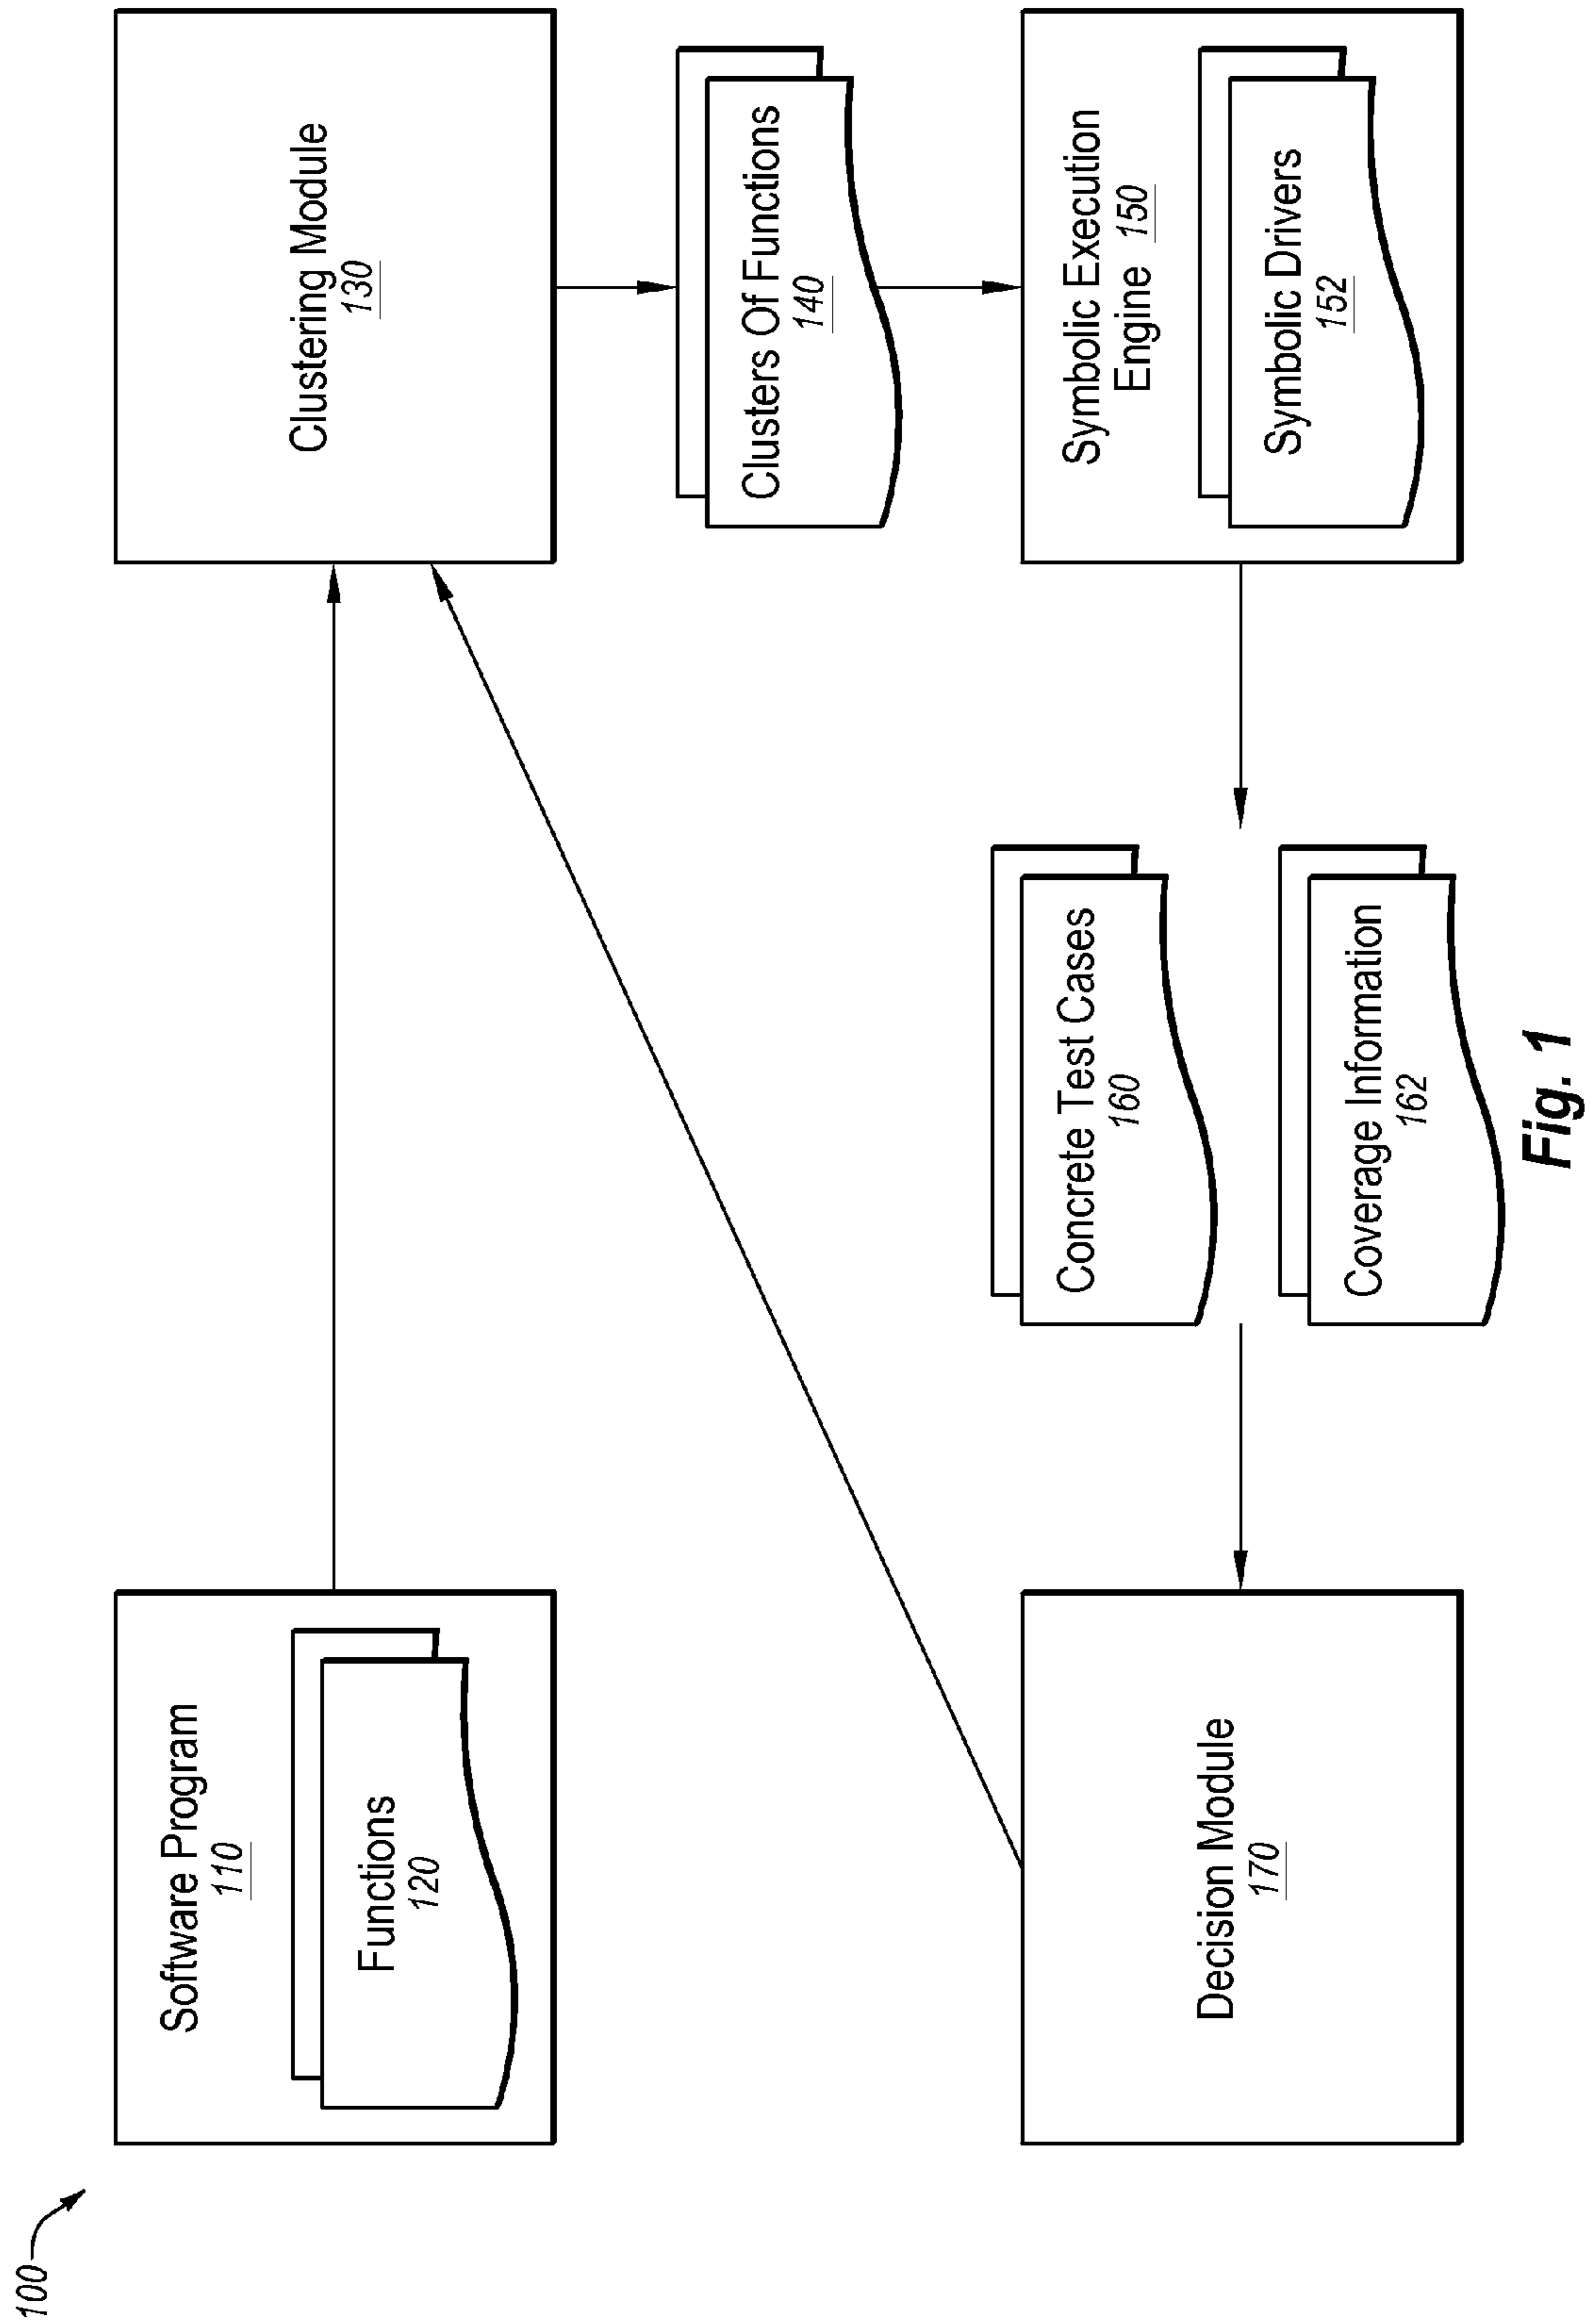 100
Software Program
110
Functions
120
Clustering Module
130
Clusters Of Functions
140
Symbolic Execution
Engine 150
Symbolic Drivers
152
Concrete Test Cases
160
Coverage Information
162
Decision Module
170
Fig. 1